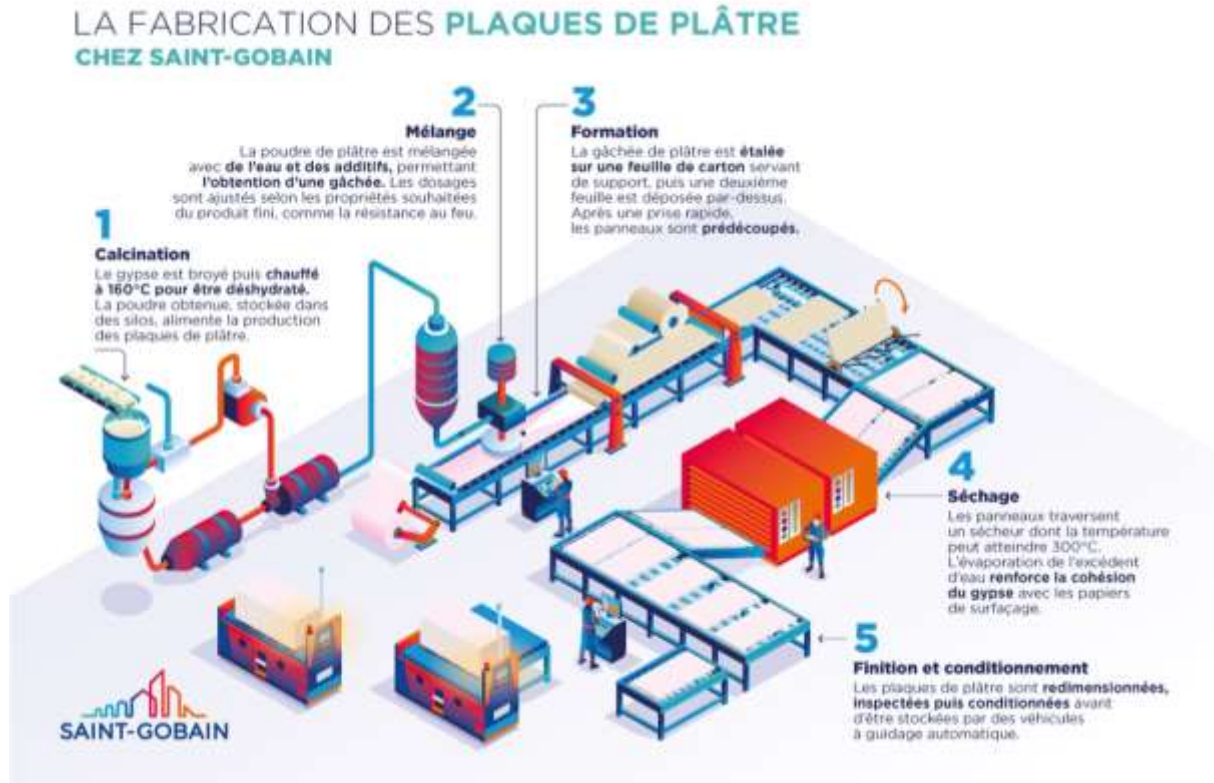 LA FABRICATION DES PLAQUES DE PLÂTRE
CHEZ SAINT-GOBAIN
1
Calcination
Le gypse est broyé puis chauffé
à 160°C pour être déshydraté.
La poudre obtenue, stockée dans
des silos, alimente la production
des plaques de plâtre.
2
Mélange
La poudre de plâtre est mélangée
avec de l'eau et des additifs, permettant
l'obtention d'une gâchée. Les dosages
sont ajustés selon les propriétés souhaitées
du produit fini, comme la résistance au feu.
3
Formation
La gâchée de plâtre est étalée
sur une feuille de carton servant
de support, puis une deuxième
feuille est déposée par-dessus.
Après une prise rapide,
les panneaux sont prédécoupés.
4
Séchage
Les panneaux traversent
un sécheur dont la température
peut atteindre 300°C.
L'évaporation de l'excédent
d'eau renforce la cohésion
du gypse avec les papiers
de surfaçage.
5
Finition et conditionnement
Les plaques de plâtre sont redimensionnées,
inspectées puis conditionnées avant
d'être stockées par des véhicules
à guidage automatique.
SAINT-GOBAIN